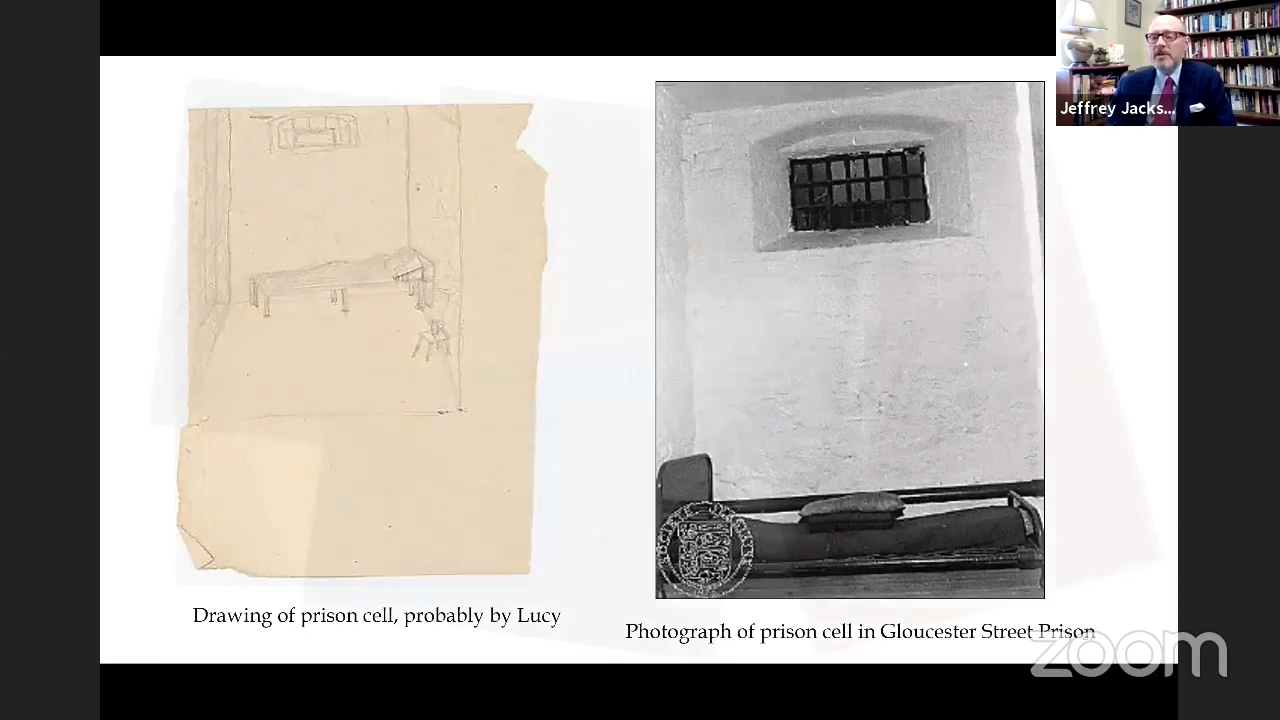 Jeffrey Jacks...
Drawing of prison cell, probably by Lucy
Photograph of prison cell in Gloucester Street Prison
zoom